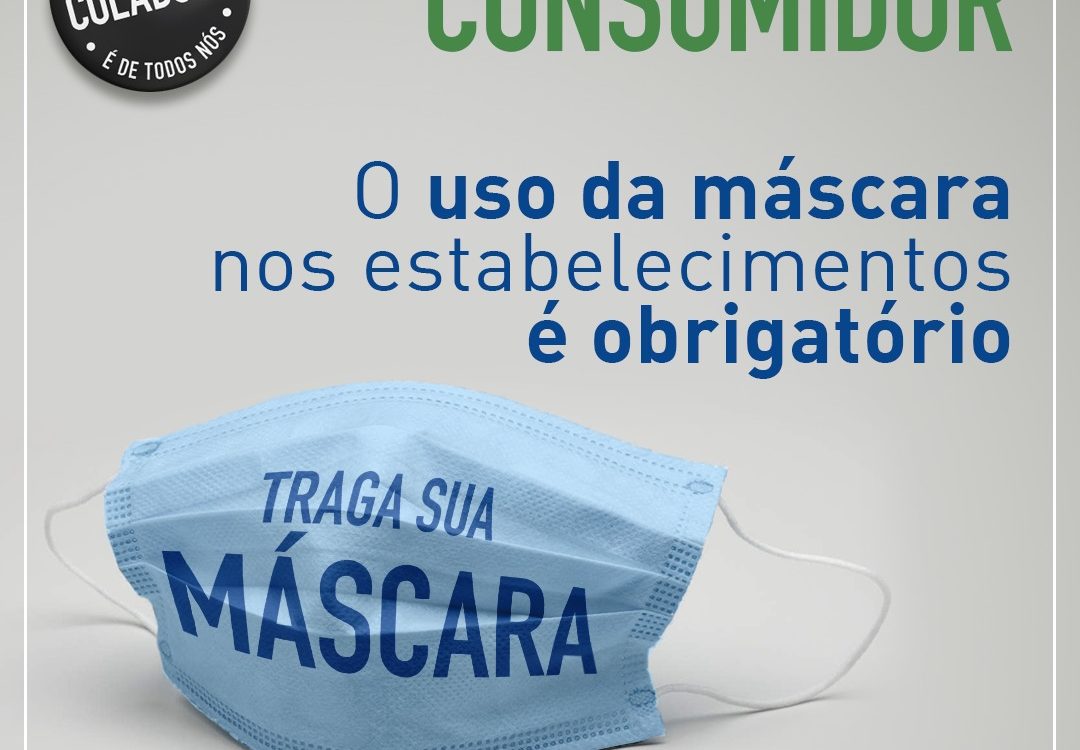 É DE TODOS NÓS
CONSUMIDOR
O uso da máscara
nos estabelecimentos
é obrigatório
TRAGA SUA
MÁSCARA